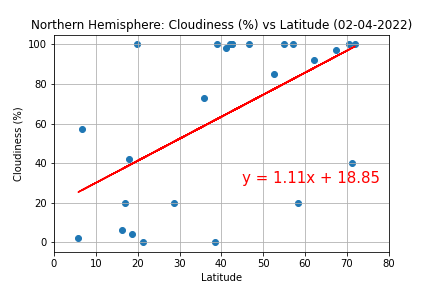 Northern Hemisphere: Cloudiness (%) vs Latitude (02-04-2022)
100
80
60
40
20
0
Cloudiness (%)
y = 1.11x + 18.85
0 10 20 30 40 50 60 70 80
Latitude